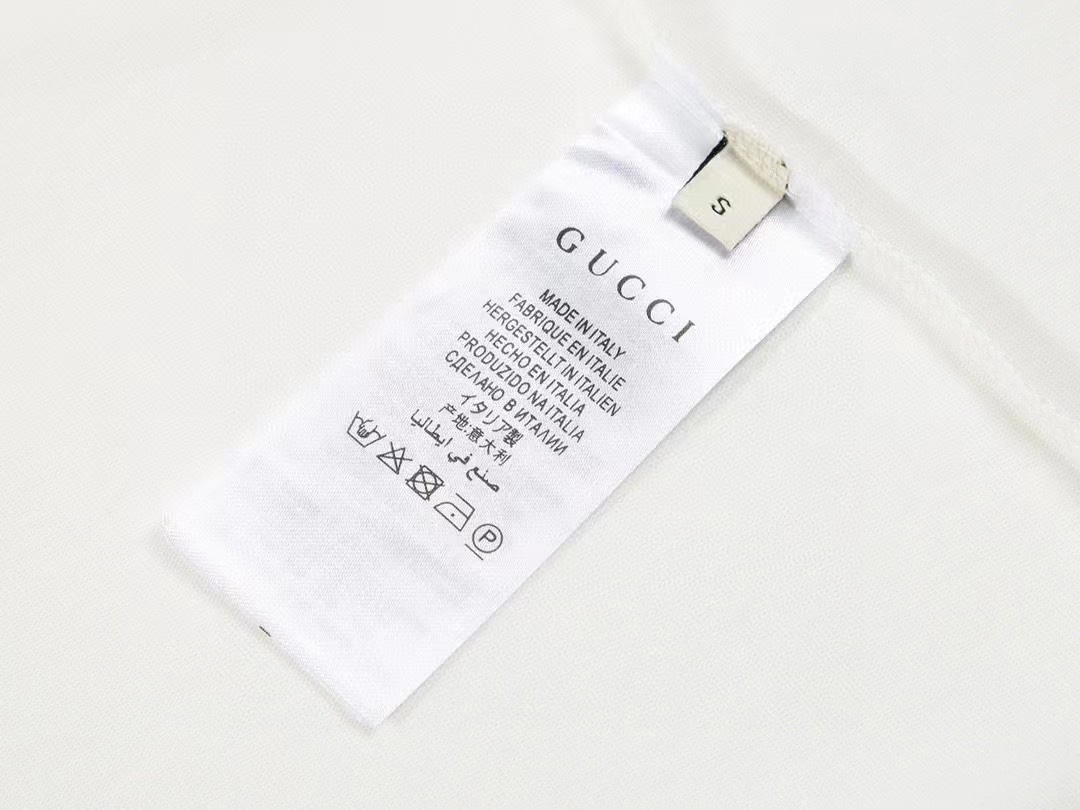 S
GUCCI
MADE IN ITALY
FABRIQUE EN ITALIE
HERGESTELLT IN ITALIEN
HECHO EN ITALIA
PRODUZIDO NA ITALIA
СДЕЛАНО В ИТАЛИИ
イタリア製
产地:意大利
صنع في ايطاليا
P